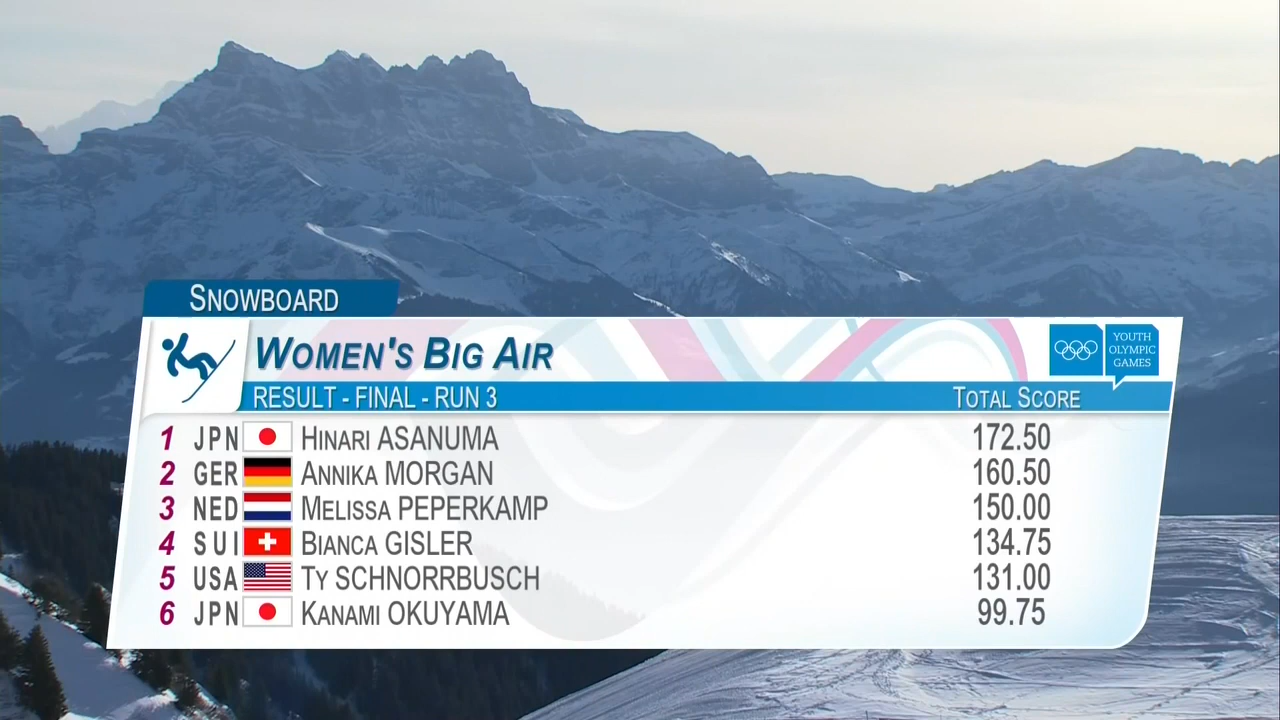 SNOWBOARD
WOMEN'S BIG AIR
YOUTH
OLYMPIC
GAMES
RESULT - FINAL - RUN 3 TOTAL SCORE
1 JPN HINARI ASANUMA 172.50
2 GER ANNIKA MORGAN 160.50
3 NED MELISSA PEPERKAMP 150.00
4 SUI BIANCA GISLER 134.75
5 USA TY SCHNORRBUSCH 131.00
6 JPN KANAMI OKUYAMA 99.75